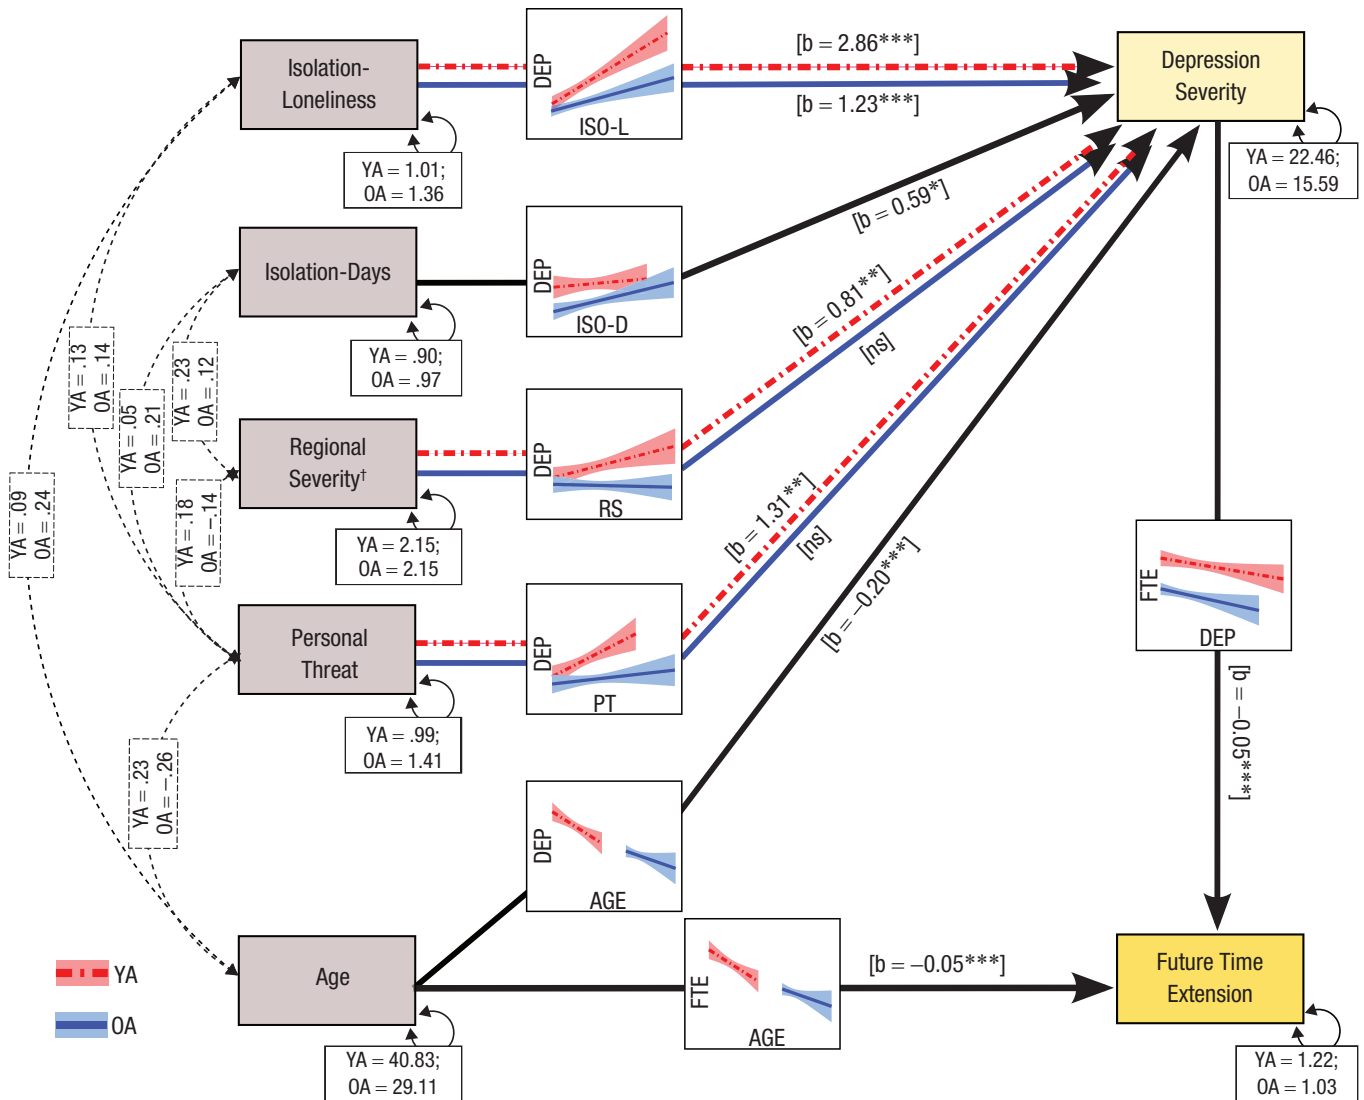 Isolation-
Loneliness
YA = 1.01;
OA = 1.36
DEP
ISO-L
[b = 2.86***]
[b = 1.23***]
Depression
Severity
YA = 22.46;
OA = 15.59
Isolation-Days
YA = .90;
OA = .97
DEP
ISO-D
[b = 0.59*]
Regional
Severity†
YA = 2.15;
OA = 2.15
DEP
RS
[b = 0.81**]
[ns]
Personal
Threat
YA = .99;
OA = 1.41
DEP
PT
[b = 1.31**]
[ns]
YA = .13
OA = .14
YA = .23
OA = .12
YA = .05
OA = .21
YA = .18
OA = –.14
YA = .09
OA = .24
YA = .23
OA = –.26
DEP
AGE
[b = –0.20***]
FTE
DEP
[b = –0.05***]
Age
YA = 40.83;
OA = 29.11
FTE
AGE
[b = –0.05***]
Future Time
Extension
YA = 1.22;
OA = 1.03
YA
OA